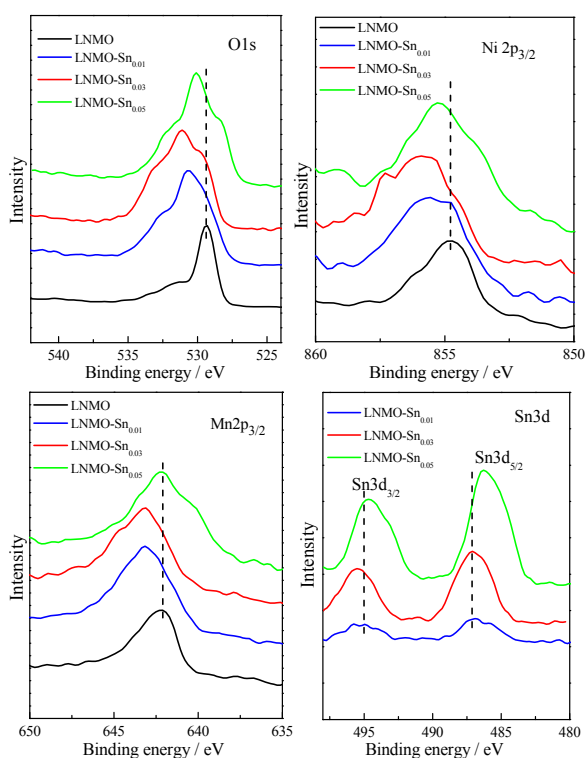 LNMO
LNMO-Sn0.01
LNMO-Sn0.03
LNMO-Sn0.05
O1s
Intensity
540 535 530 525
Binding energy / eV
LNMO
LNMO-Sn0.01
LNMO-Sn0.03
LNMO-Sn0.05
Ni 2p3/2
Intensity
860 855 850
Binding energy / eV
LNMO
LNMO-Sn0.01
LNMO-Sn0.03
LNMO-Sn0.05
Mn2p3/2
Intensity
650 645 640 635
Binding energy / eV
LNMO-Sn0.01
LNMO-Sn0.03
LNMO-Sn0.05
Sn3d
Sn3d5/2
Sn3d3/2
Intensity
495 490 485 480
Binding energy / eV